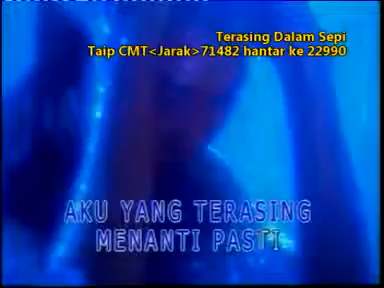 Terasing Dalam Sepi
Taip CMT<Jarak>71482 hantar ke 22990
AKU YANG TERASING
MENANTI PASTI